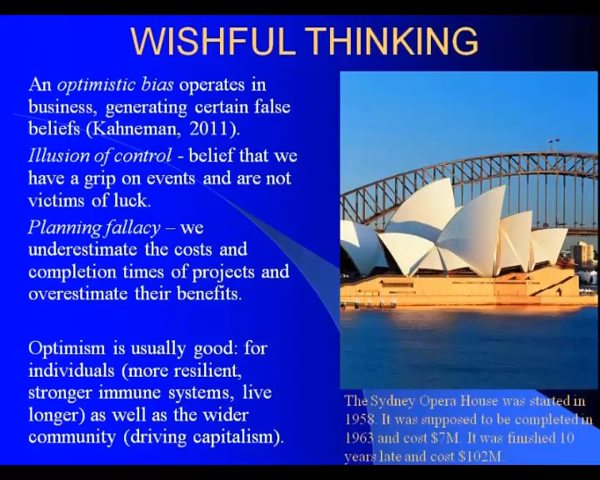 WISHFUL THINKING
An optimistic bias operates in
business, generating certain false
beliefs (Kahneman, 2011).
Illusion of control - belief that we
have a grip on events and are not
victims of luck.
Planning fallacy – we
underestimate the costs and
completion times of projects and
overestimate their benefits.
Optimism is usually good: for
individuals (more resilient,
stronger immune systems, live
longer) as well as the wider
community (driving capitalism).
The Sydney Opera House was started in
1958. It was supposed to be completed in
1963 and cost $7M. It was finished 10
years late and cost $102M.